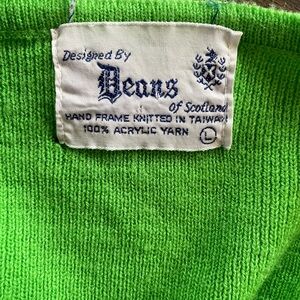 Designed By
Deans
of Scotland
HAND FRAME KNITTED IN TAIWAN
100% ACRYLIC YARN
L